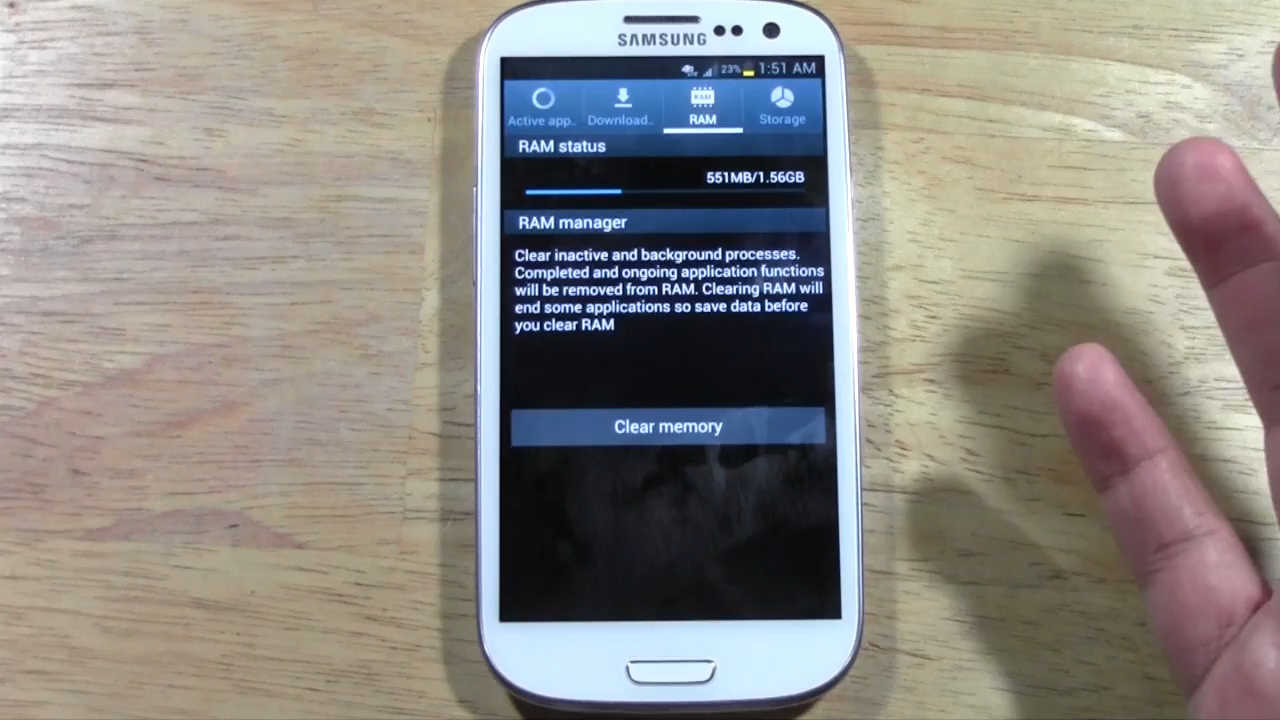 SAMSUNG
LTE 23% 1:51 AM
Active app.. Download.. RAM Storage
RAM
RAM status
551MB/1.56GB
RAM manager
Clear inactive and background processes.
Completed and ongoing application functions
will be removed from RAM. Clearing RAM will
end some applications so save data before
you clear RAM
Clear memory